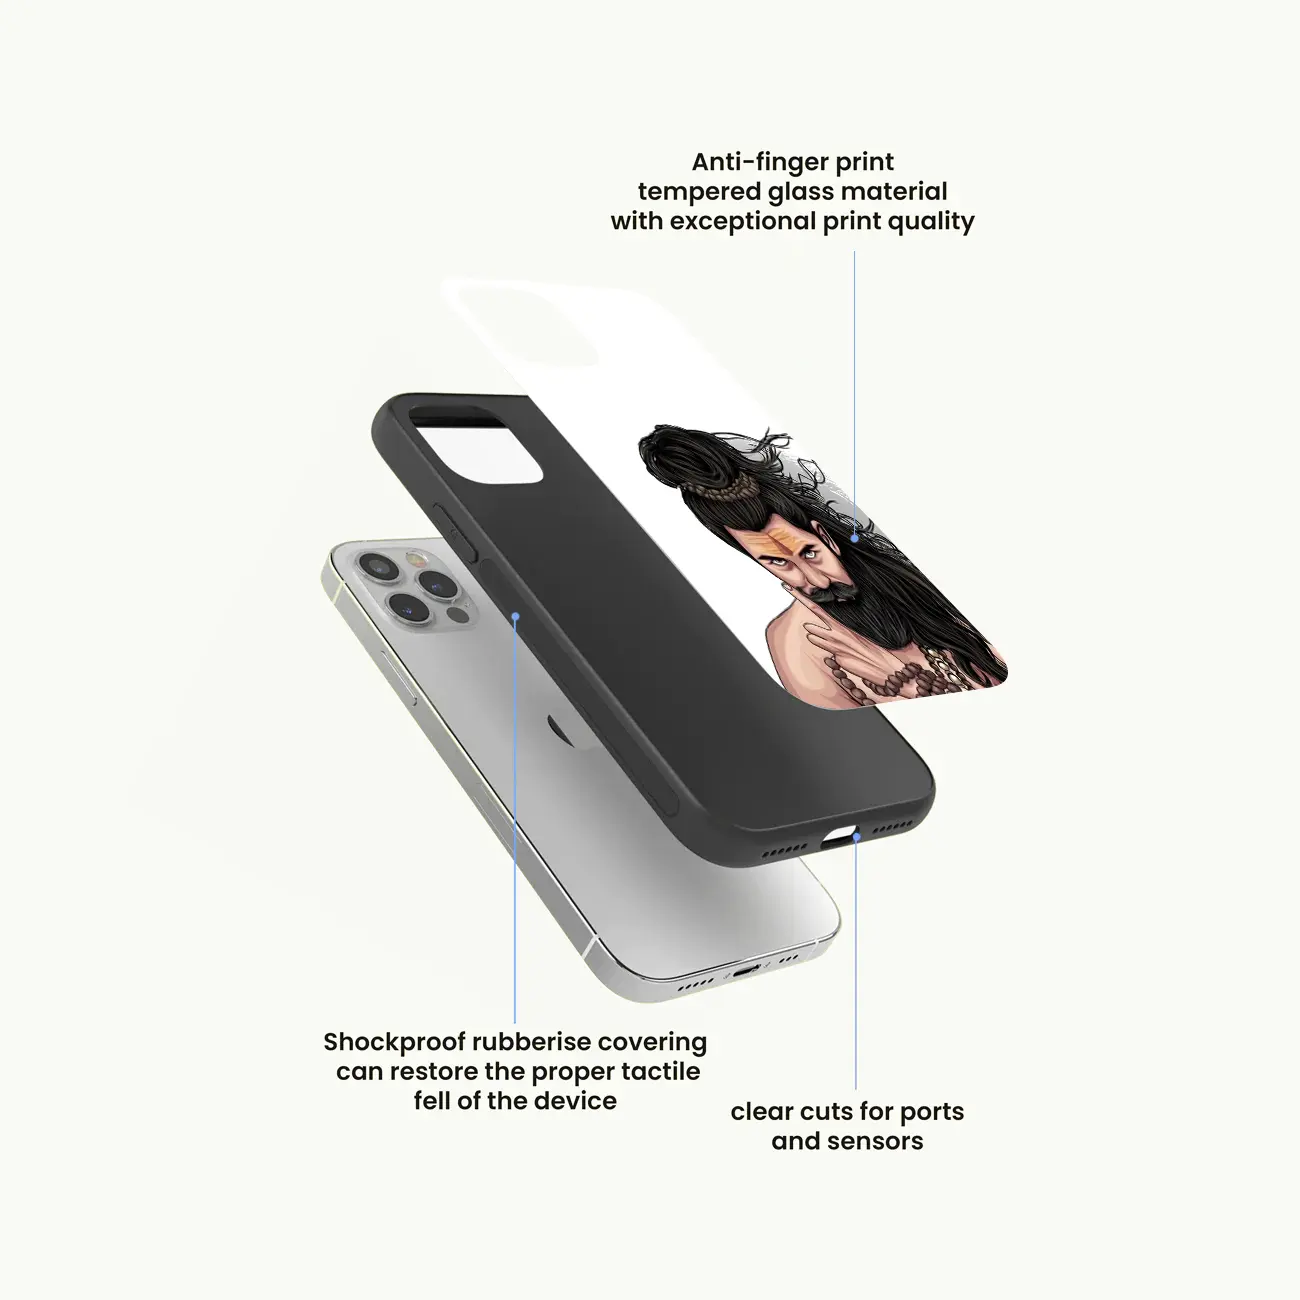 Anti-finger print
tempered glass material
with exceptional print quality
Shockproof rubberise covering
can restore the proper tactile
fell of the device
clear cuts for ports
and sensors